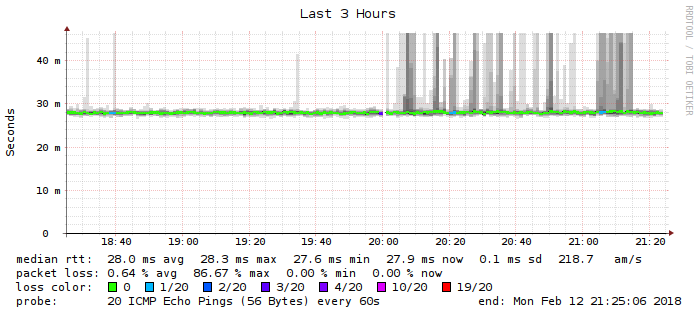 Last 3 Hours
RRDTOOL / TOBI OETIKER
Seconds
40 m
30 m
20 m
10 m
0
18:40 19:00 19:20 19:40 20:00 20:20 20:40 21:00 21:20
median rtt: 28.0 ms avg 28.3 ms max 27.6 ms min 27.9 ms now 0.1 ms sd 218.7 am/s
packet loss: 0.64 % avg 86.67 % max 0.00 % min 0.00 % now
loss color: 0 1/20 2/20 3/20 4/20 10/20 19/20
probe: 20 ICMP Echo Pings (56 Bytes) every 60s end: Mon Feb 12 21:25:06 2018